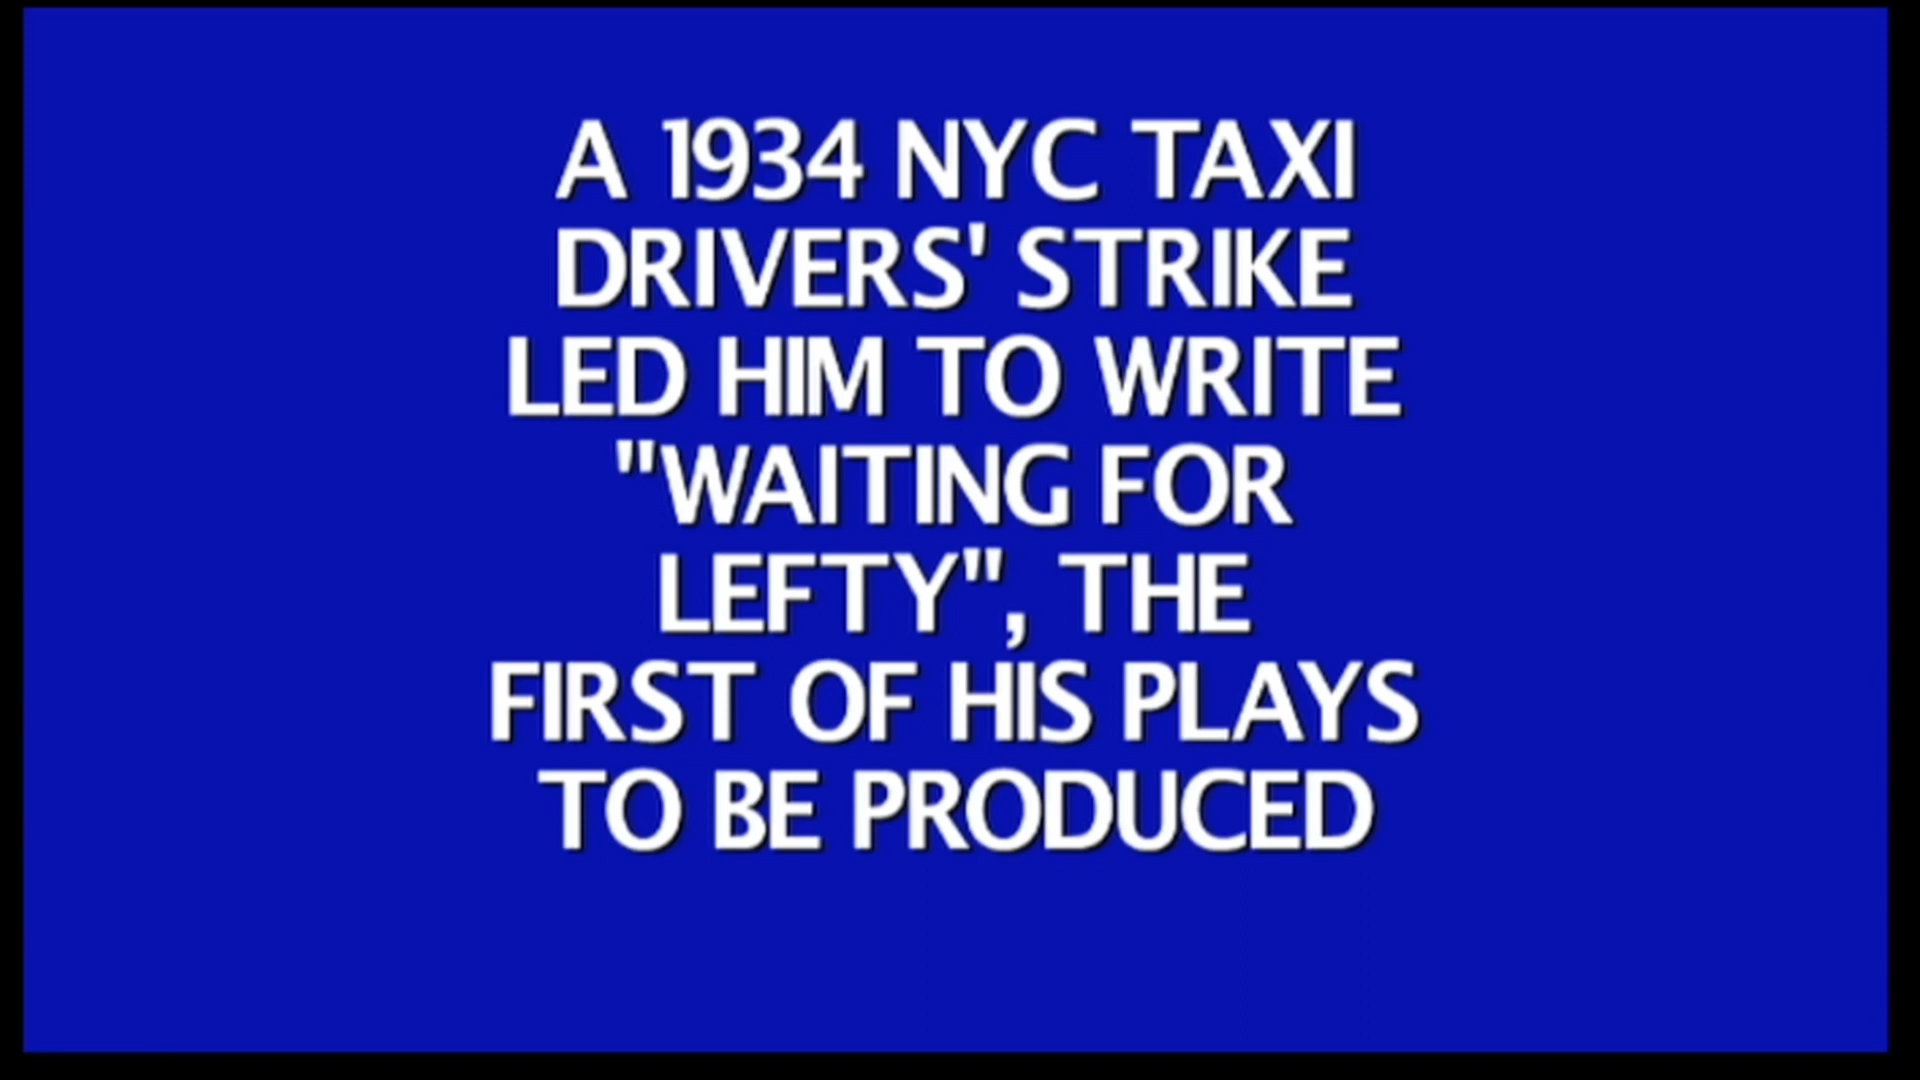 A 1934 NYC TAXI
DRIVERS' STRIKE
LED HIM TO WRITE
"WAITING FOR
LEFTY", THE
FIRST OF HIS PLAYS
TO BE PRODUCED